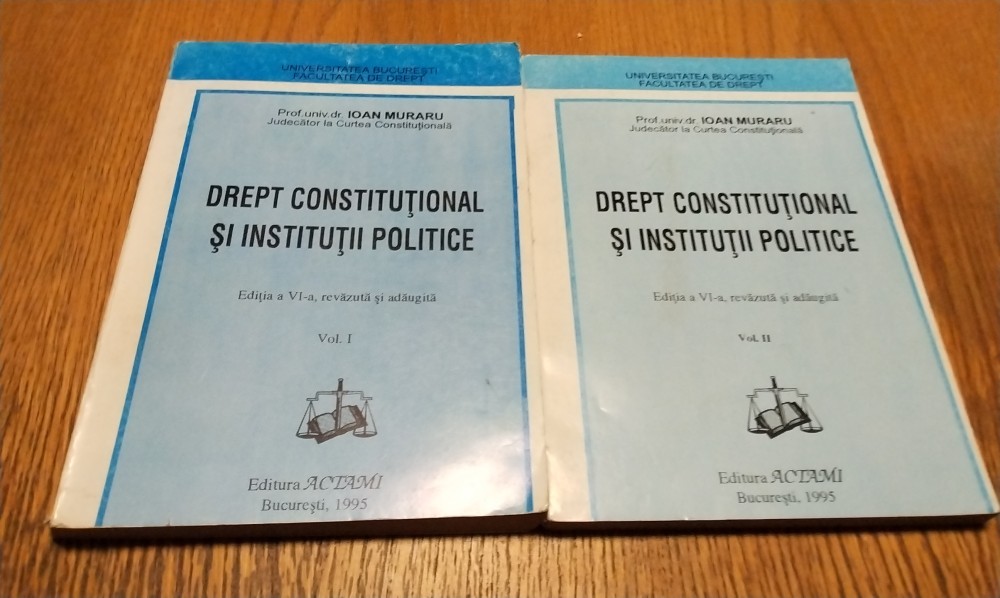 UNIVERSITATEA BUCUREŞTI
FACULTATEA DE DREPT
Prof.univ.dr. IOAN MURARU
Judecător la Curtea Constituţională
DREPT CONSTITUŢIONAL
ŞI INSTITUŢII POLITICE
Ediţia a VI-a, revăzută şi adăugită
Vol. I
Editura ACTAMI
Bucureşti, 1995
UNIVERSITATEA BUCUREŞTI
FACULTATEA DE DREPT
Prof.univ.dr. IOAN MURARU
Judecător la Curtea Constituţională
DREPT CONSTITUŢIONAL
ŞI INSTITUŢII POLITICE
Ediţia a VI-a, revăzută şi adăugită
Vol. II
Editura ACTAMI
Bucureşti, 1995